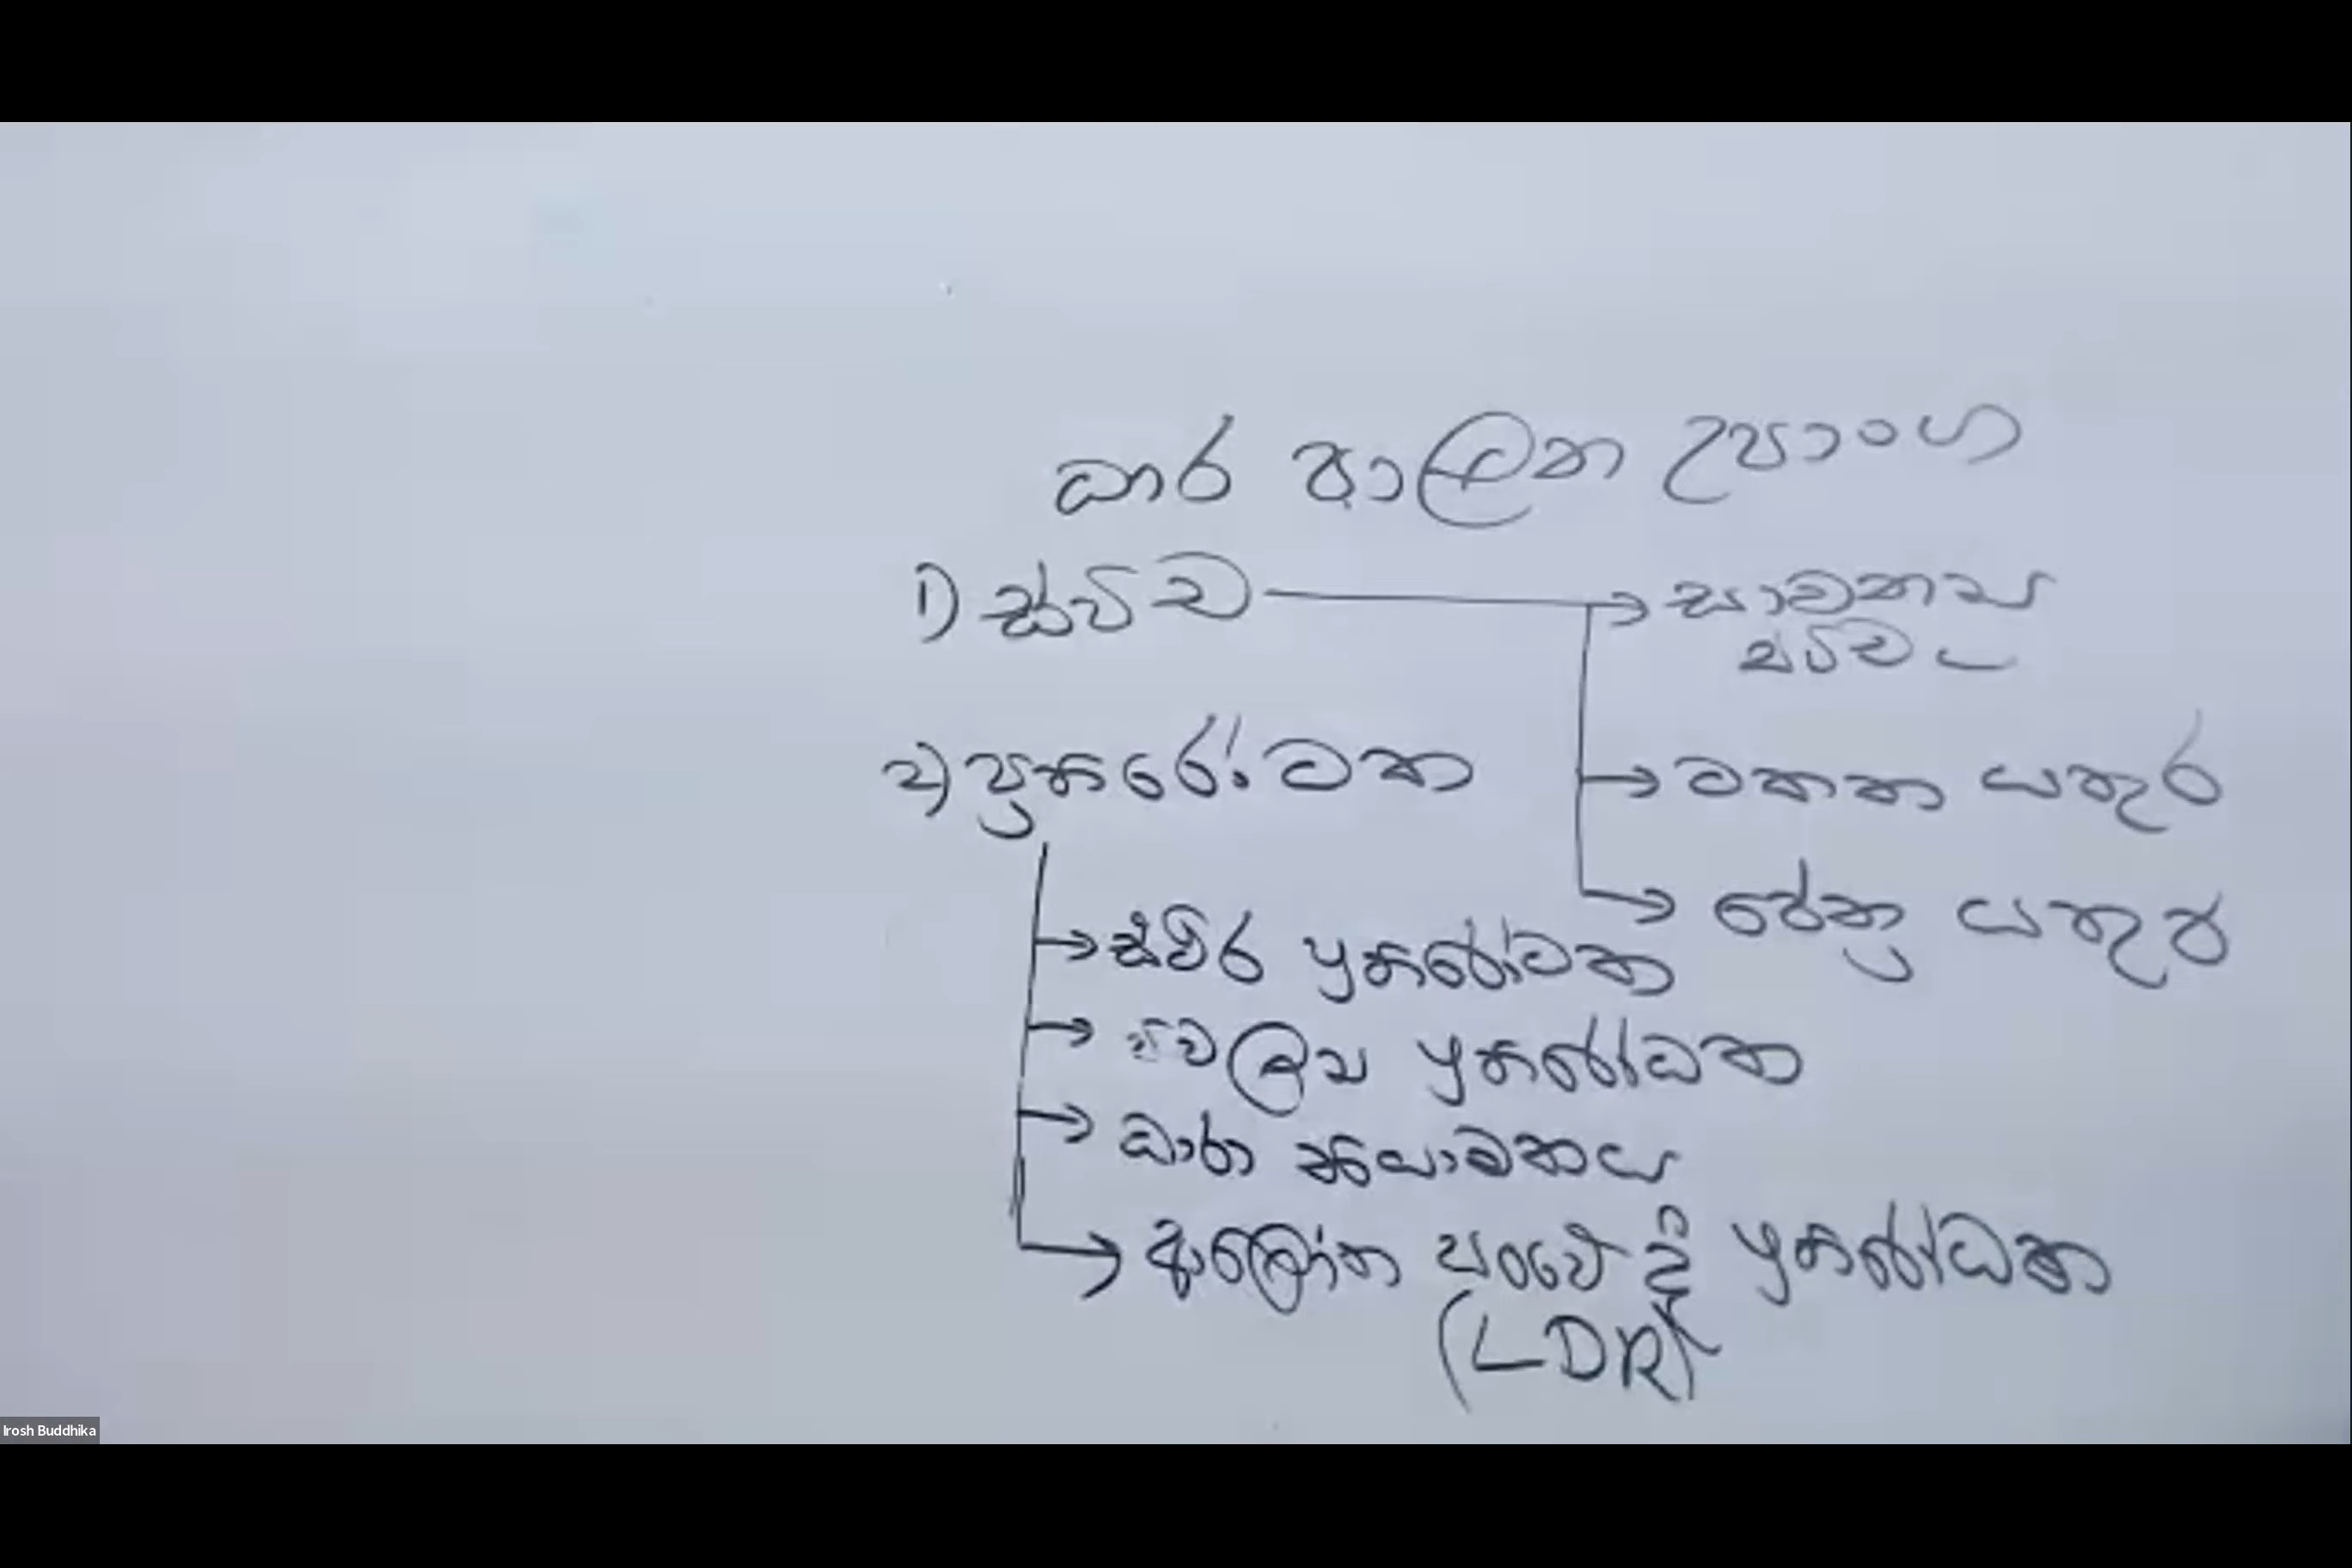 ධාරා පාලන උපාංග
1) ස්විච → සාමාන්‍ය ස්විච
→ ටකන යතුර
2) ප්‍රතිරෝධක
→ පේනු යතුර
→ ස්ථිර ප්‍රතිරෝධක
→ විචල්‍ය ප්‍රතිරෝධක
→ ධාරා නියාමකය
→ ආලෝක සංවේදී ප්‍රතිරෝධක
(LDR)
Irosh Buddhika